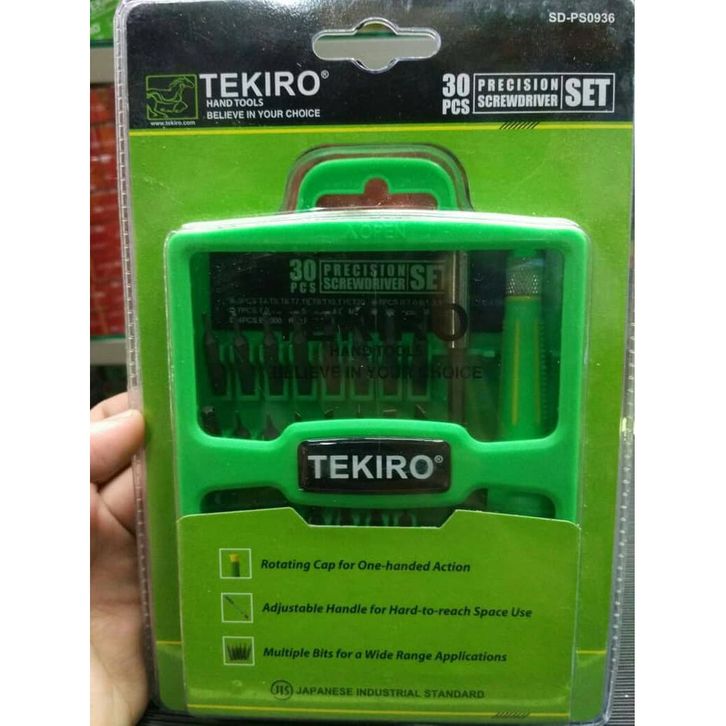 SD-PS0936
TEKIRO®
HAND TOOLS
BELIEVE IN YOUR CHOICE
www.tekiro.com
30 PCS PRECISION SCREWDRIVER SET
OPEN
30 PCS PRECISION SCREWDRIVER SET
TEKIRO
HAND TOOLS
BELIEVE IN YOUR CHOICE
TEKIRO®
Rotating Cap for One-handed Action
Adjustable Handle for Hard-to-reach Space Use
Multiple Bits for a Wide Range Applications
JIS JAPANESE INDUSTRIAL STANDARD